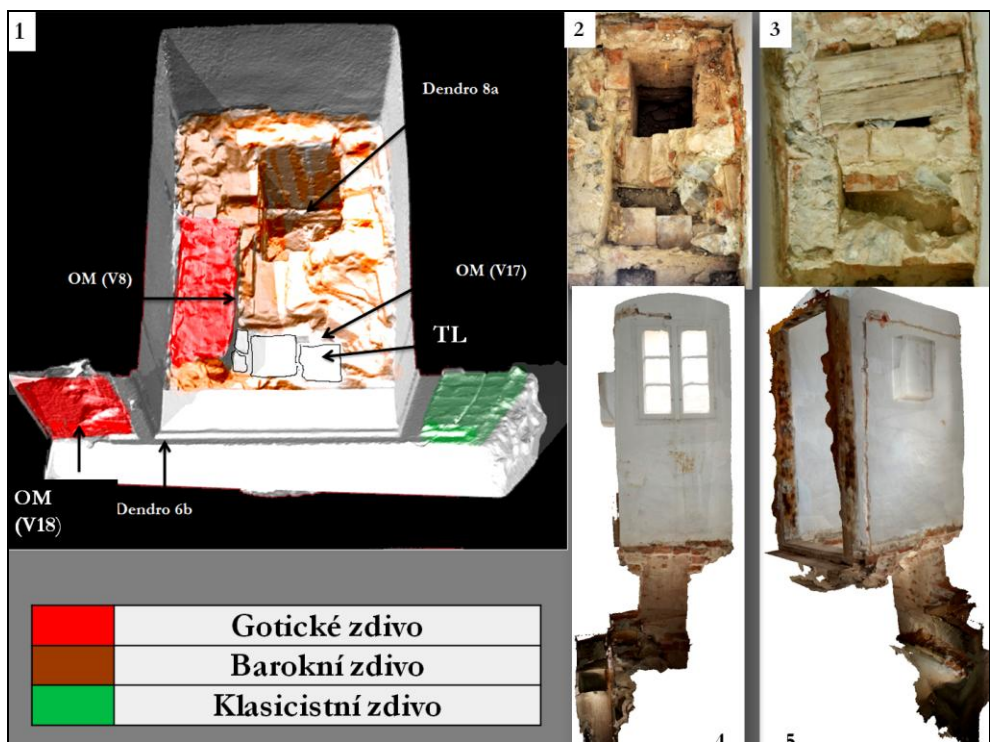 1
Dendro 8a
OM (V8)
OM (V17)
TL
OM
(V18)
Dendro 6b
Gotické zdivo
Barokní zdivo
Klasicistní zdivo
2
3
4
5